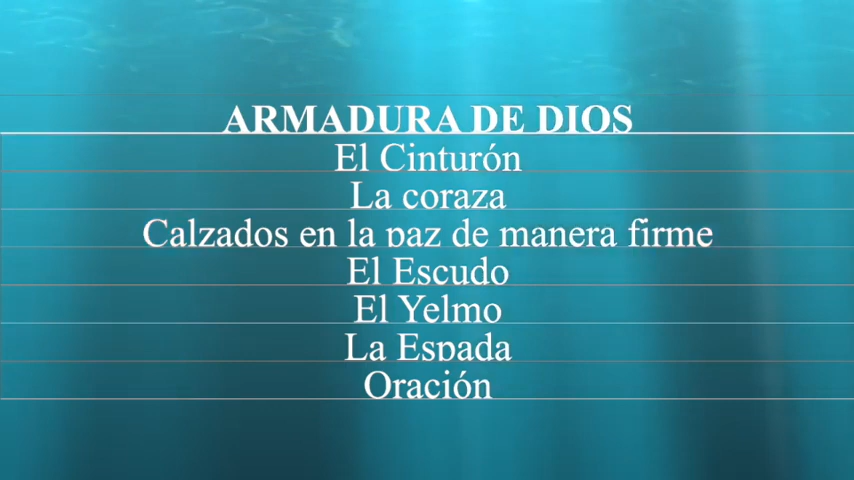 ARMADURA DE DIOS
El Cinturón
La coraza
Calzados en la paz de manera firme
El Escudo
El Yelmo
La Espada
Oración